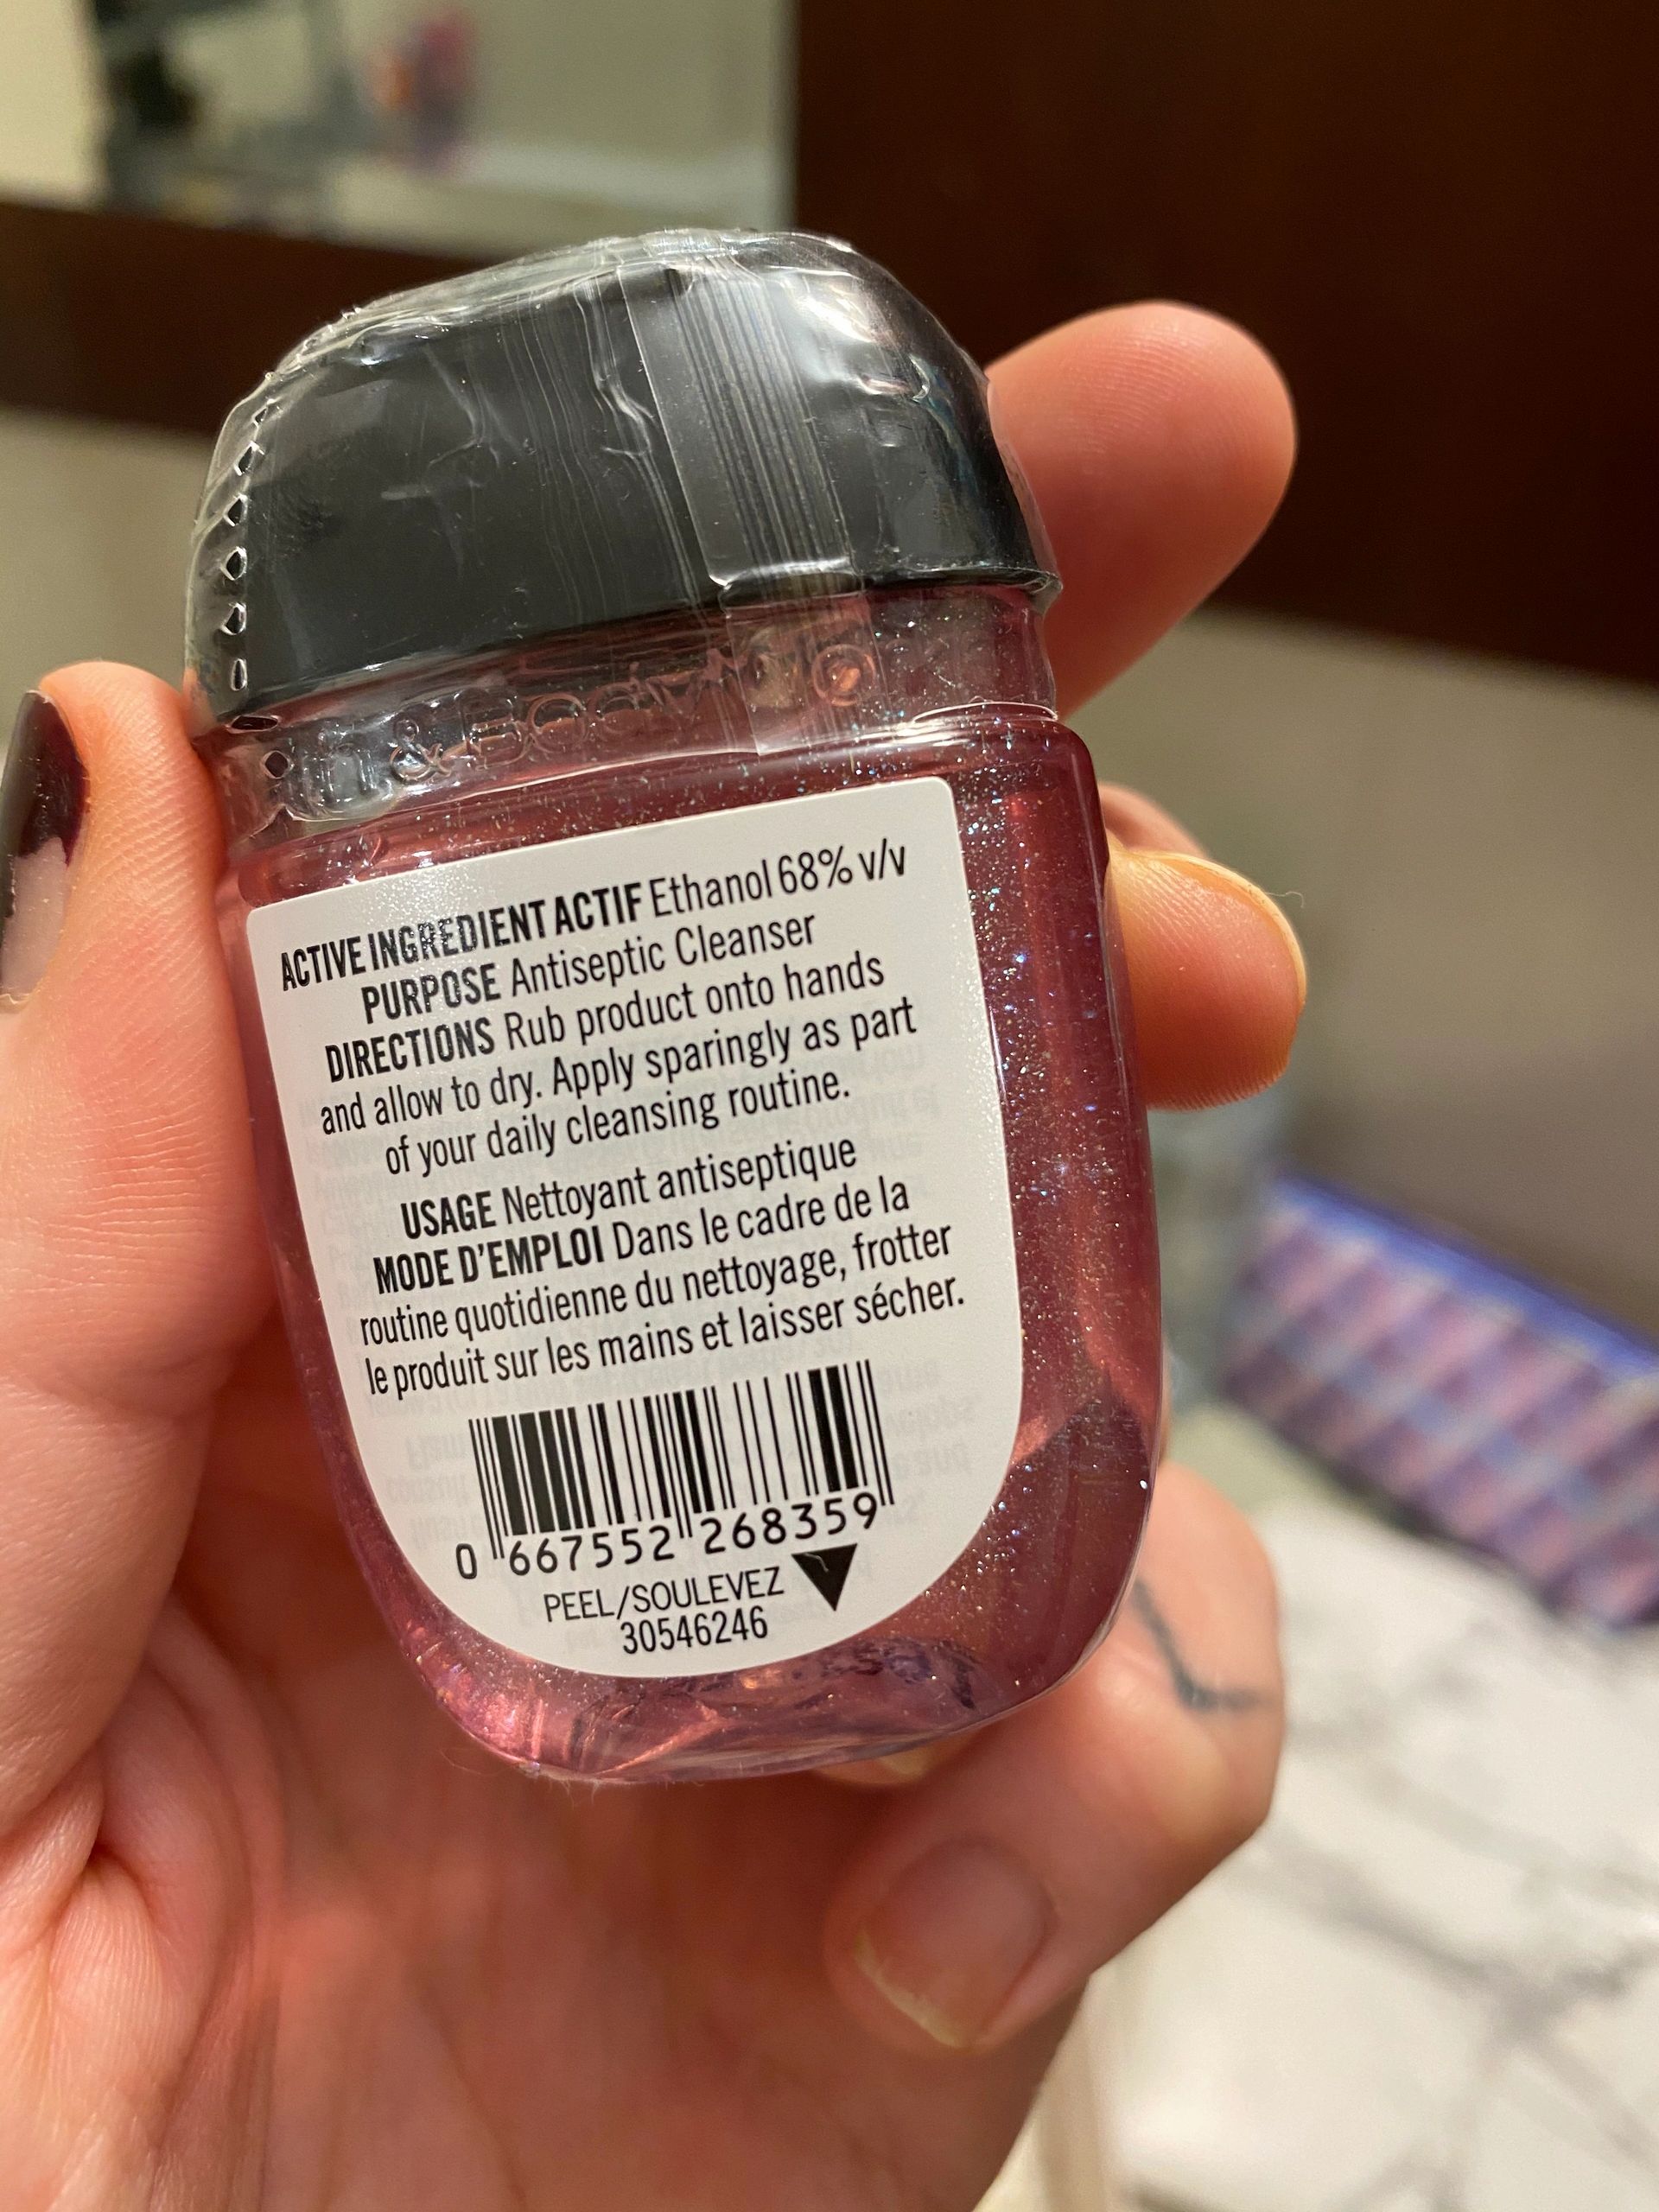 th & Body W
ACTIVE INGREDIENT ACTIF Ethanol 68% v/v
PURPOSE Antiseptic Cleanser
DIRECTIONS Rub product onto hands
and allow to dry. Apply sparingly as part
of your daily cleansing routine.
USAGE Nettoyant antiseptique
MODE D'EMPLOI Dans le cadre de la
routine quotidienne du nettoyage, frotter
le produit sur les mains et laisser sécher.
0 667552 268359
PEEL/SOULEVEZ
30546246